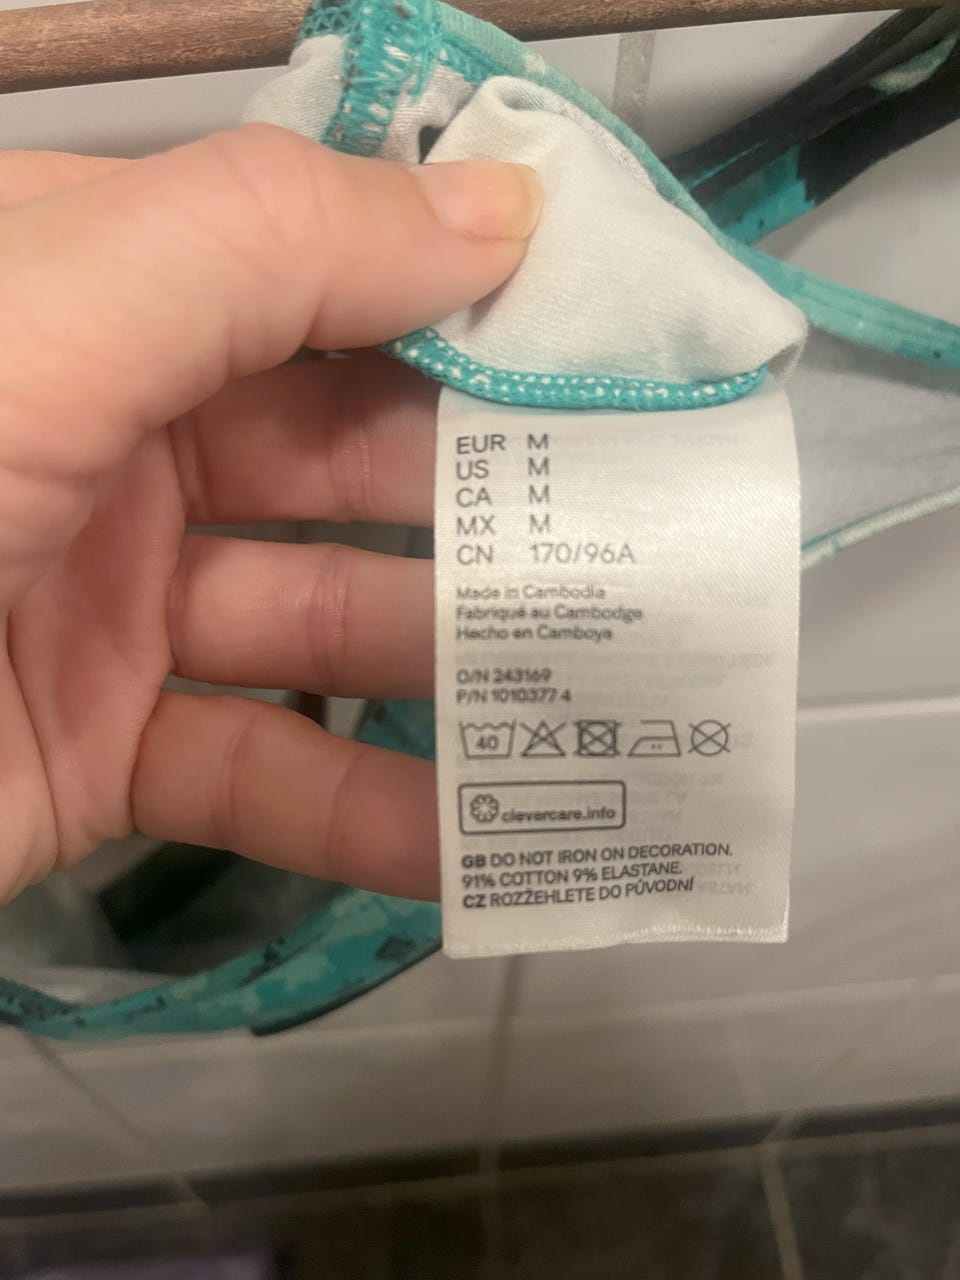 EUR M
US M
CA M
MX M
CN 170/96A
Made in Cambodia
Fabriqué au Cambodge
Hecho en Camboya
O/N 243169
P/N 1010377 4
40
clevercare.info
GB DO NOT IRON ON DECORATION.
91% COTTON 9% ELASTANE.
CZ ROZŽEHLETE DO PŮVODNÍ